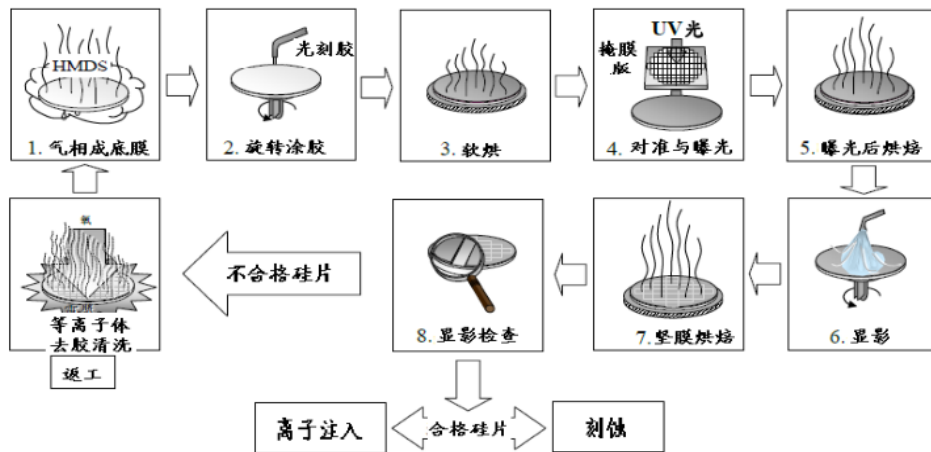 HMDS
1. 气相成底膜
光刻胶
2. 旋转涂胶
3. 软烘
UV光
掩膜
版
4. 对准与曝光
5. 曝光后烘焙
氧
等离子体
去胶清洗
返工
不合格硅片
8. 显影检查
7.坚膜烘焙
6. 显影
离子注入
合格硅片
刻蚀